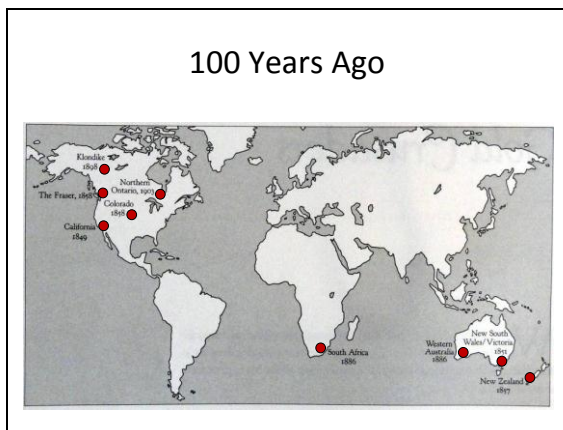 100 Years Ago
Klondike
1898
Northern
Ontario, 1903
The Fraser, 1858
Colorado
1858
California
1849
South Africa
1886
Western
Australia
1886
New South
Wales/Victoria
1851
New Zealand
1857